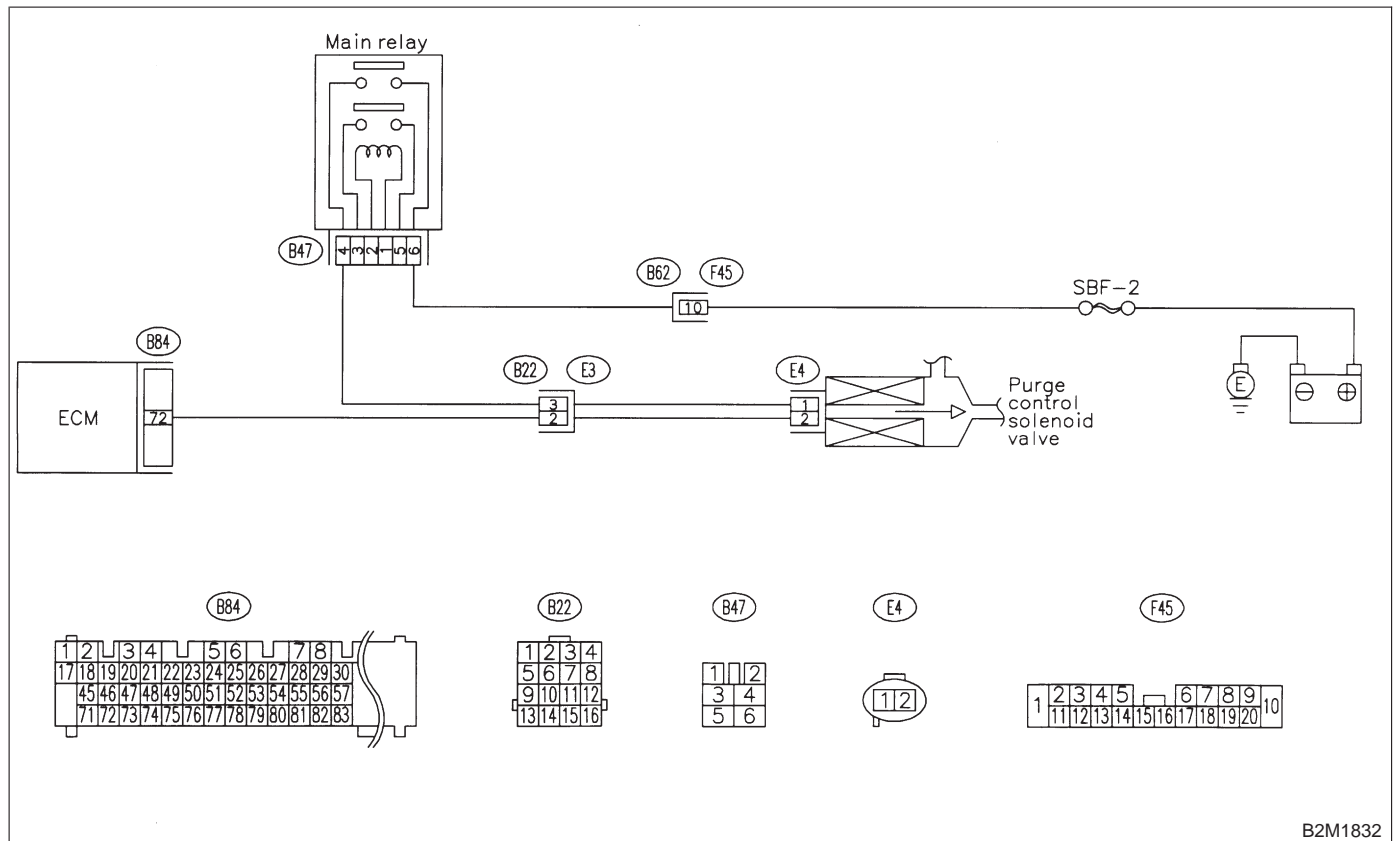 Main relay
B47
4 3 2 1 5 6
B62 F45
10
SBF-2
B84
ECM
72
B22 E3
3
2
E4
1
2
Purge
control
solenoid
valve
E
⊖ ⊕
B84
1 2 3 4 5 6 7 8
17 18 19 20 21 22 23 24 25 26 27 28 29 30
45 46 47 48 49 50 51 52 53 54 55 56 57
71 72 73 74 75 76 77 78 79 80 81 82 83
B22
1 2 3 4
5 6 7 8
9 10 11 12
13 14 15 16
B47
1 2
3 4
5 6
E4
1 2
F45
1 2 3 4 5 6 7 8 9 10
11 12 13 14 15 16 17 18 19 20
B2M1832